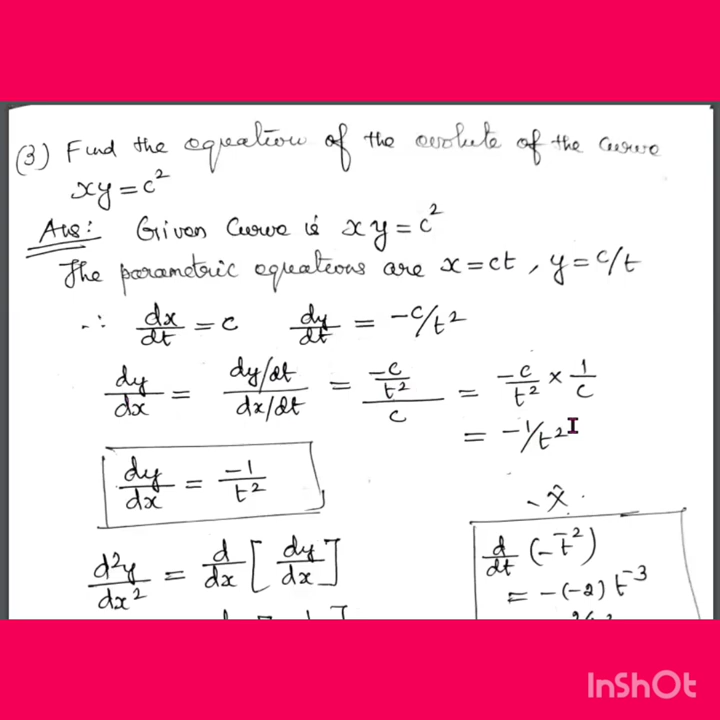 (3) Find the equation of the evolute of the curve
xy = c²
Ans: Given Curve is xy = c²
The parametric equations are x = ct, y = c/t
∴ dx/dt = c dy/dt = -c/t²
dy/dx = (dy/dt)/(dx/dt) = (-c/t²)/c = -c/t² × 1/c
= -1/t² I
dy/dx = -1/t²
d²y/dx² = d/dx [dy/dx]
d/dt (-t⁻²)
= -(-2) t⁻³
InShOt